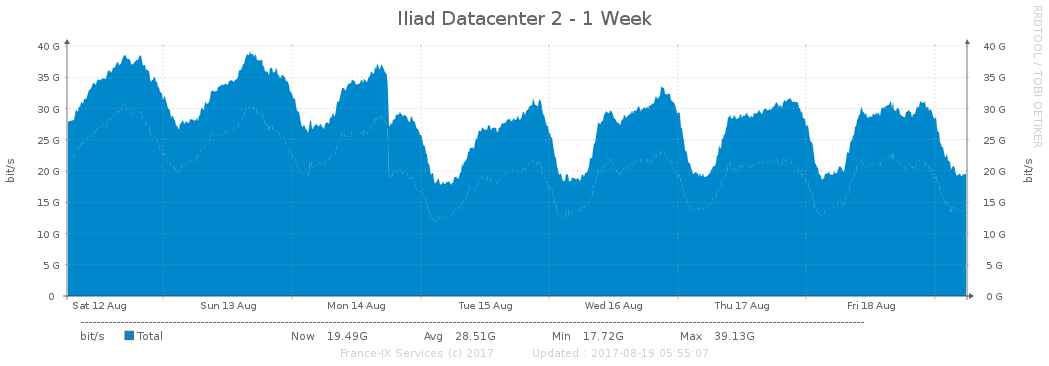 Iliad Datacenter 2 - 1 Week
RRDTOOL / TOBI OETIKER
bit/s
40 G 40 G
35 G 35 G
30 G 30 G
25 G 25 G
20 G 20 G
15 G 15 G
10 G 10 G
5 G 5 G
0 0 G
bit/s
Sat 12 Aug Sun 13 Aug Mon 14 Aug Tue 15 Aug Wed 16 Aug Thu 17 Aug Fri 18 Aug
bit/s Total Now 19.49G Avg 28.51G Min 17.72G Max 39.13G
France-IX Services (c) 2017 Updated : 2017-08-19 05:55:07